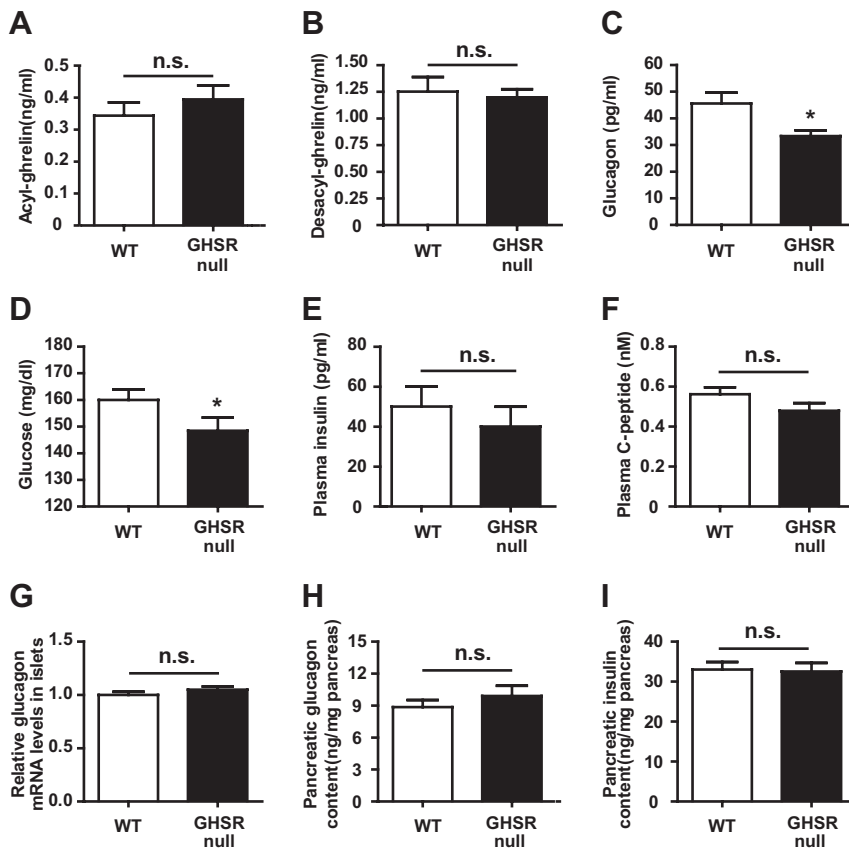 A
Acyl-ghrelin(ng/ml)
0.5
0.4
0.3
0.2
0.1
0
n.s.
WT
GHSR
null
B
Desacyl-ghrelin(ng/ml)
1.50
1.25
1.00
0.75
0.50
0.25
0
n.s.
WT
GHSR
null
C
Glucagon (pg/ml)
60
50
40
30
20
10
0
*
WT
GHSR
null
D
Glucose (mg/dl)
180
170
160
150
140
130
120
*
WT
GHSR
null
E
Plasma insulin (pg/ml)
80
60
40
20
0
n.s.
WT
GHSR
null
F
Plasma C-peptide (nM)
0.8
0.6
0.4
0.2
0
n.s.
WT
GHSR
null
G
Relative glucagon
mRNA levels in islets
1.5
1.0
0.5
0.0
n.s.
WT
GHSR
null
H
Pancreatic glucagon
content(ng/mg pancreas)
15
12
9
6
3
0
n.s.
WT
GHSR
null
I
Pancreatic insulin
content(ng/mg pancreas)
40
30
20
10
0
n.s.
WT
GHSR
null